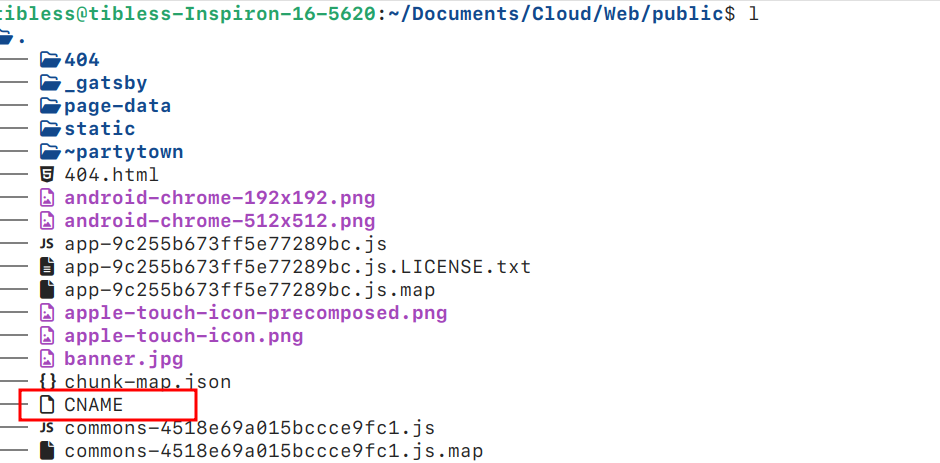 tibless@tibless-Inspiron-16-5620:~/Documents/Cloud/Web/public$ l
.
404
_gatsby
page-data
static
~partytown
404.html
android-chrome-192x192.png
android-chrome-512x512.png
JS app-9c255b673ff5e77289bc.js
app-9c255b673ff5e77289bc.js.LICENSE.txt
app-9c255b673ff5e77289bc.js.map
apple-touch-icon-precomposed.png
apple-touch-icon.png
banner.jpg
{} chunk-map.json
CNAME
JS commons-4518e69a015bccce9fc1.js
commons-4518e69a015bccce9fc1.js.map